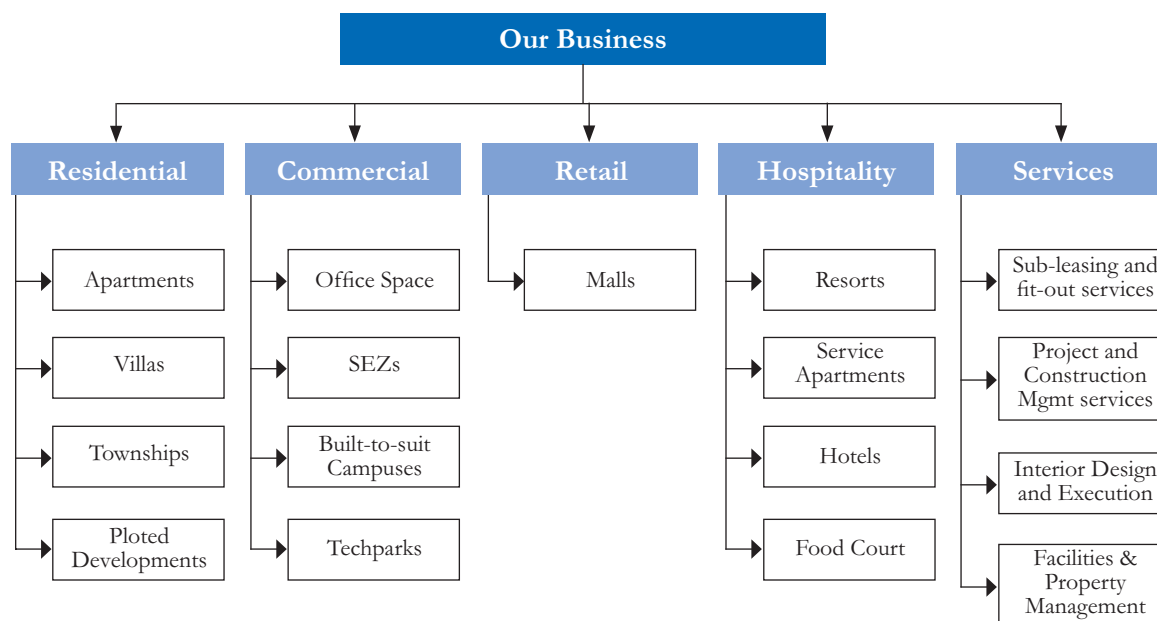 Our Business
Residential
Commercial
Retail
Hospitality
Services
Apartments
Villas
Townships
Ploted
Developments
Office Space
SEZs
Built-to-suit
Campuses
Techparks
Malls
Resorts
Service
Apartments
Hotels
Food Court
Sub-leasing and
fit-out services
Project and
Construction
Mgmt services
Interior Design
and Execution
Facilities &
Property
Management